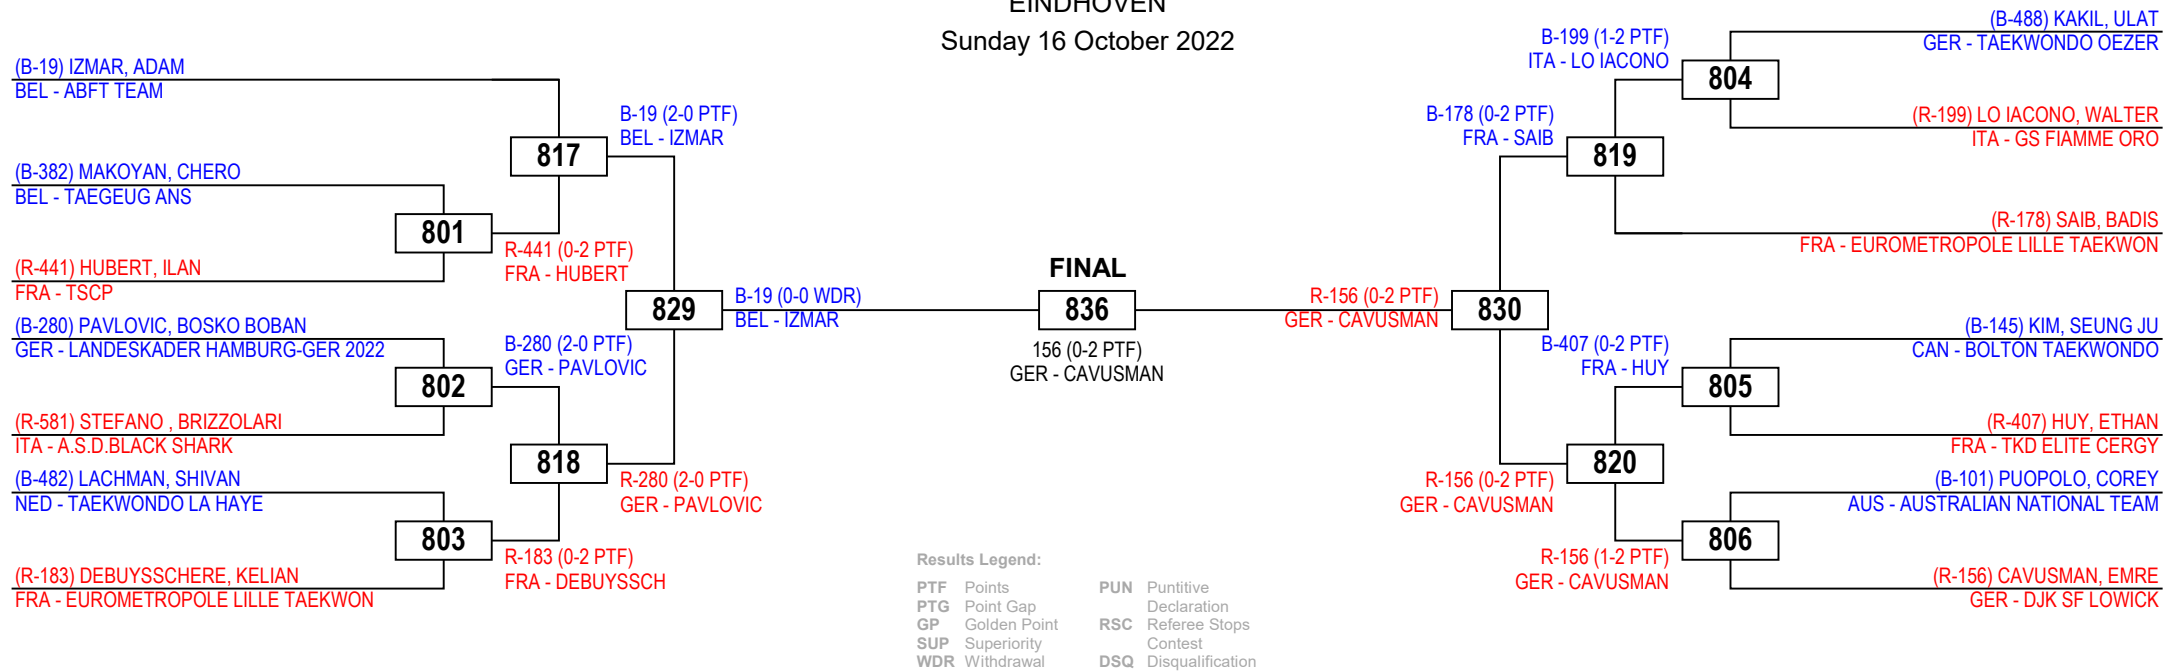 EINDHOVEN
Sunday 16 October 2022
(B-19) IZMAR, ADAM
BEL - ABFT TEAM
(B-382) MAKOYAN, CHERO
BEL - TAEGEUG ANS
(R-441) HUBERT, ILAN
FRA - TSCP
(B-280) PAVLOVIC, BOSKO BOBAN
GER - LANDESKADER HAMBURG-GER 2022
(R-581) STEFANO , BRIZZOLARI
ITA - A.S.D.BLACK SHARK
(B-482) LACHMAN, SHIVAN
NED - TAEKWONDO LA HAYE
(R-183) DEBUYSSCHERE, KELIAN
FRA - EUROMETROPOLE LILLE TAEKWON
801
R-441 (0-2 PTF)
FRA - HUBERT
802
B-280 (2-0 PTF)
GER - PAVLOVIC
803
R-183 (0-2 PTF)
FRA - DEBUYSSCH
817
B-19 (2-0 PTF)
BEL - IZMAR
818
R-280 (2-0 PTF)
GER - PAVLOVIC
829
B-19 (0-0 WDR)
BEL - IZMAR
FINAL
836
156 (0-2 PTF)
GER - CAVUSMAN
R-156 (0-2 PTF)
GER - CAVUSMAN
830
B-178 (0-2 PTF)
FRA - SAIB
819
R-156 (0-2 PTF)
GER - CAVUSMAN
820
B-199 (1-2 PTF)
ITA - LO IACONO
804
B-407 (0-2 PTF)
FRA - HUY
805
R-156 (1-2 PTF)
GER - CAVUSMAN
806
(B-488) KAKIL, ULAT
GER - TAEKWONDO OEZER
(R-199) LO IACONO, WALTER
ITA - GS FIAMME ORO
(R-178) SAIB, BADIS
FRA - EUROMETROPOLE LILLE TAEKWON
(B-145) KIM, SEUNG JU
CAN - BOLTON TAEKWONDO
(R-407) HUY, ETHAN
FRA - TKD ELITE CERGY
(B-101) PUOPOLO, COREY
AUS - AUSTRALIAN NATIONAL TEAM
(R-156) CAVUSMAN, EMRE
GER - DJK SF LOWICK
Results Legend:
PTF Points
PTG Point Gap
GP Golden Point
SUP Superiority
WDR Withdrawal
PUN Puntitive
Declaration
RSC Referee Stops
Contest
DSQ Disqualification